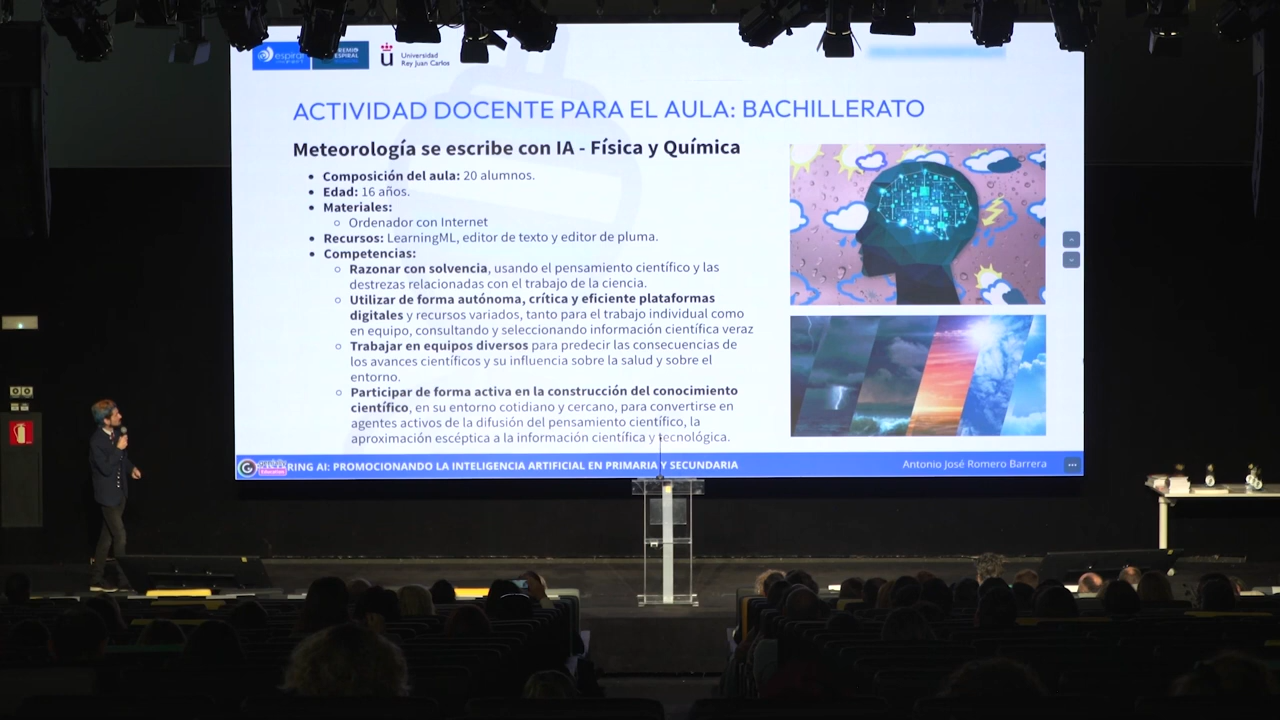 espiral
PREMIO
ESPIRAL
Universidad
Rey Juan Carlos
ACTIVIDAD DOCENTE PARA EL AULA: BACHILLERATO
Meteorología se escribe con IA - Física y Química
• Composición del aula: 20 alumnos.
• Edad: 16 años.
• Materiales:
○ Ordenador con Internet
• Recursos: LearningML, editor de texto y editor de pluma.
• Competencias:
○ Razonar con solvencia, usando el pensamiento científico y las
destrezas relacionadas con el trabajo de la ciencia.
○ Utilizar de forma autónoma, crítica y eficiente plataformas
digitales y recursos variados, tanto para el trabajo individual como
en equipo, consultando y seleccionando información científica veraz
○ Trabajar en equipos diversos para predecir las consecuencias de
los avances científicos y su influencia sobre la salud y sobre el
entorno.
○ Participar de forma activa en la construcción del conocimiento
científico, en su entorno cotidiano y cercano, para convertirse en
agentes activos de la difusión del pensamiento científico, la
aproximación escéptica a la información científica y tecnológica.
RING AI: PROMOCIONANDO LA INTELIGENCIA ARTIFICIAL EN PRIMARIA Y SECUNDARIA
Antonio José Romero Barrera